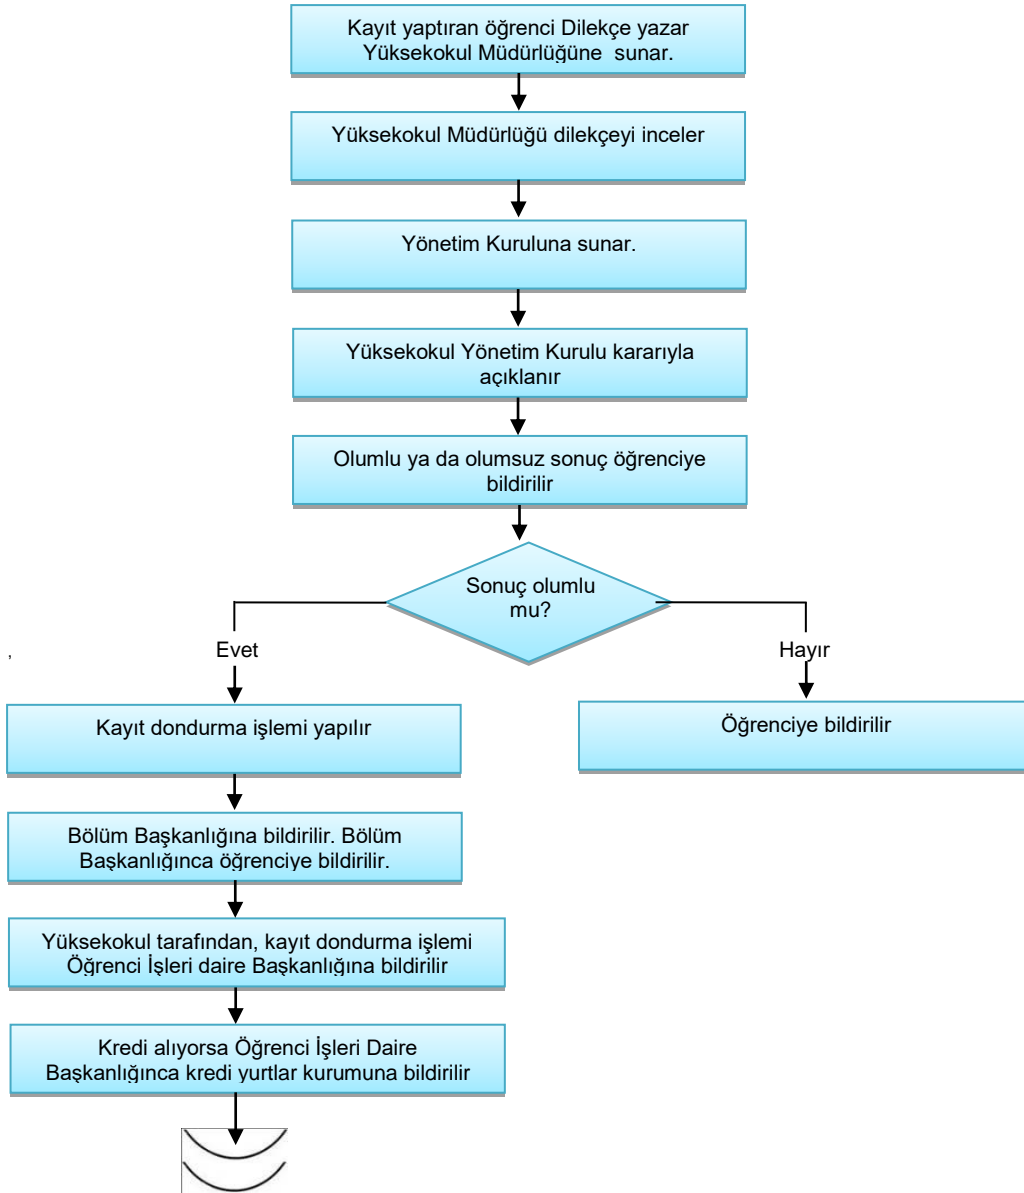 Kayıt yaptıran öğrenci Dilekçe yazar
Yüksekokul Müdürlüğüne sunar.
Yüksekokul Müdürlüğü dilekçeyi inceler
Yönetim Kuruluna sunar.
Yüksekokul Yönetim Kurulu kararıyla
açıklanır
Olumlu ya da olumsuz sonuç öğrenciye
bildirilir
Sonuç olumlu
mu?
,
Evet
Hayır
Kayıt dondurma işlemi yapılır
Öğrenciye bildirilir
Bölüm Başkanlığına bildirilir. Bölüm
Başkanlığınca öğrenciye bildirilir.
Yüksekokul tarafından, kayıt dondurma işlemi
Öğrenci İşleri daire Başkanlığına bildirilir
Kredi alıyorsa Öğrenci İşleri Daire
Başkanlığınca kredi yurtlar kurumuna bildirilir